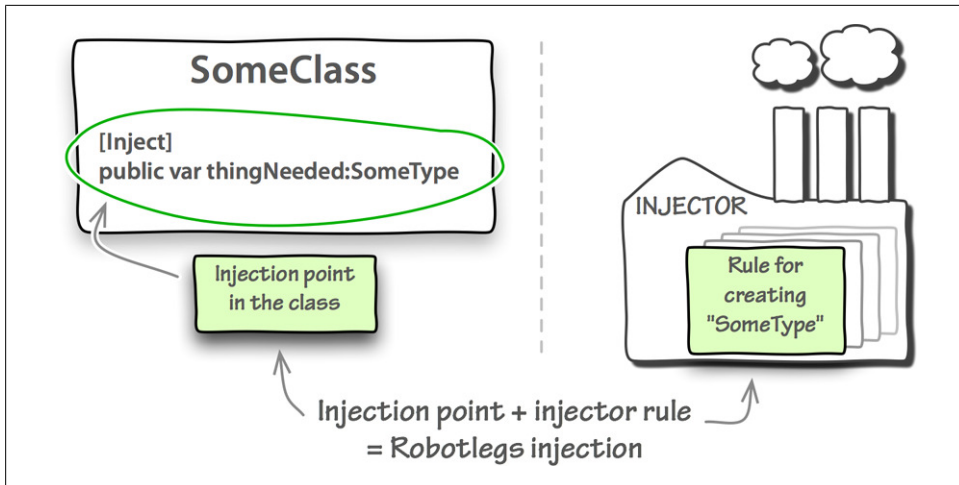 SomeClass
[Inject]
public var thingNeeded:SomeType
Injection point
in the class
INJECTOR
Rule for
creating
"SomeType"
Injection point + injector rule
= Robotlegs injection